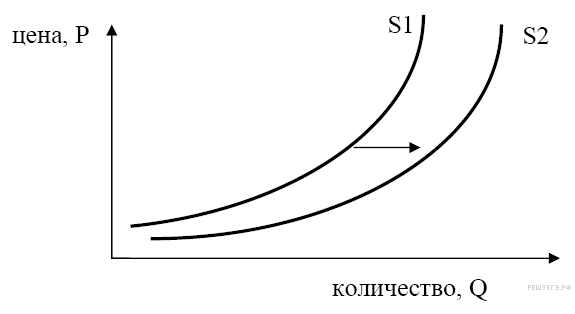 цена, P
S1
S2
количество, Q
РЕШУЕГЭ.РФ